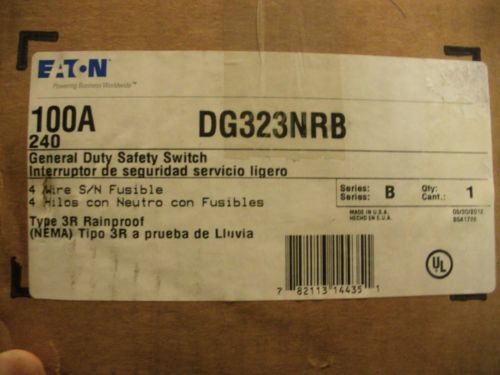 EATON
Powering Business Worldwide
100A
DG323NRB
240
General Duty Safety Switch
Interruptor de seguridad servicio ligero
4 Wire S/N Fusible
4 Hilos con Neutro con Fusibles
Series: B Qty: 1
Series: Cant.:
Type 3R Rainproof
(NEMA) Tipo 3R a prueba de Lluvia
MADE IN U.S.A.
HECHO EN E.U.A.
UL
7 82113 14435 1